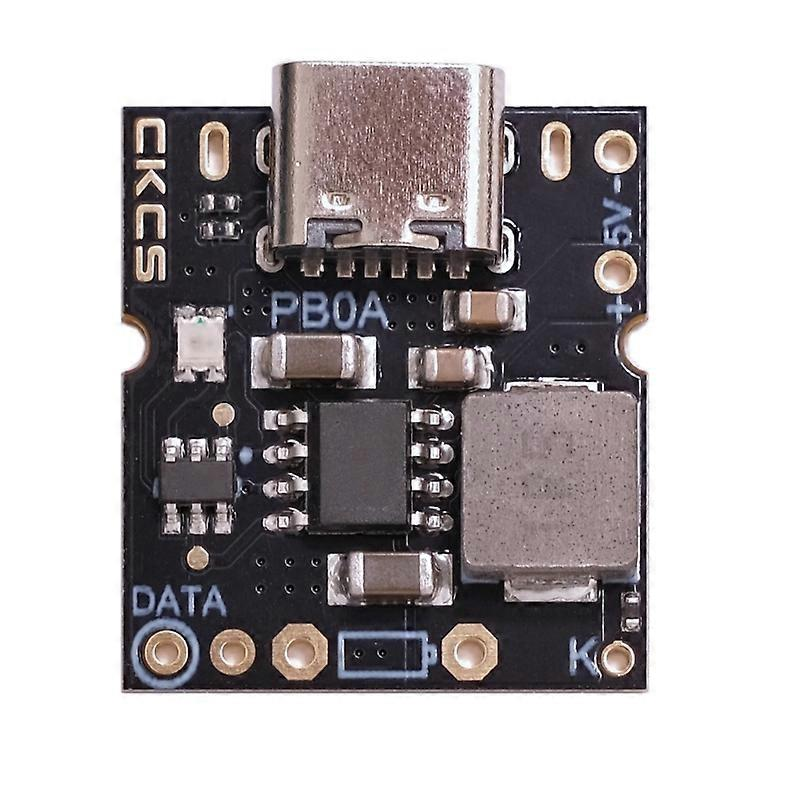 CKCS
- 5V +
PB0A
DATA
K